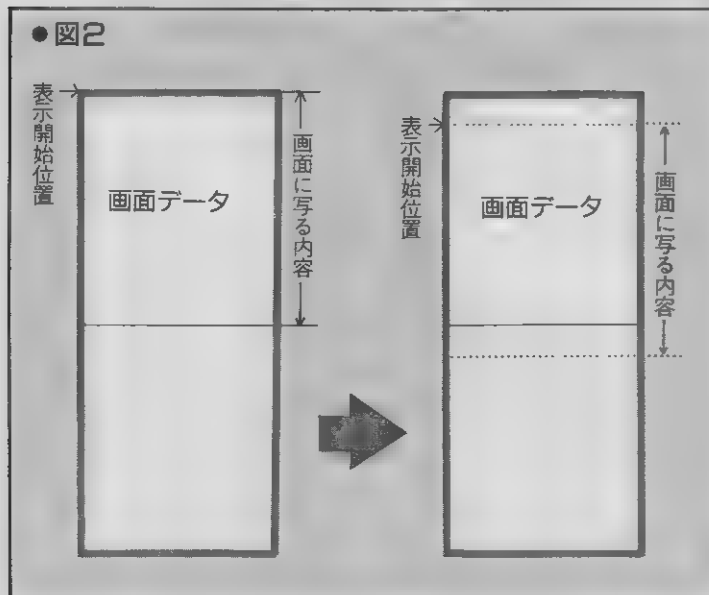 ●図2
表示開始位置
画面データ
画面に写る内容
表示開始位置
画面データ
画面に写る内容